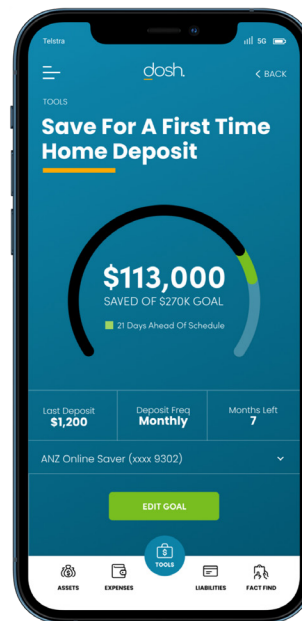 Telstra
5G
dosh.
< BACK
TOOLS
Save For A First Time
Home Deposit
$113,000
SAVED OF $270K GOAL
21 Days Ahead Of Schedule
Last Deposit
$1,200
Deposit Freq
Monthly
Months Left
7
ANZ Online Saver (xxxx 9302)
EDIT GOAL
ASSETS
EXPENSES
TOOLS
LIABILITIES
FACT FIND